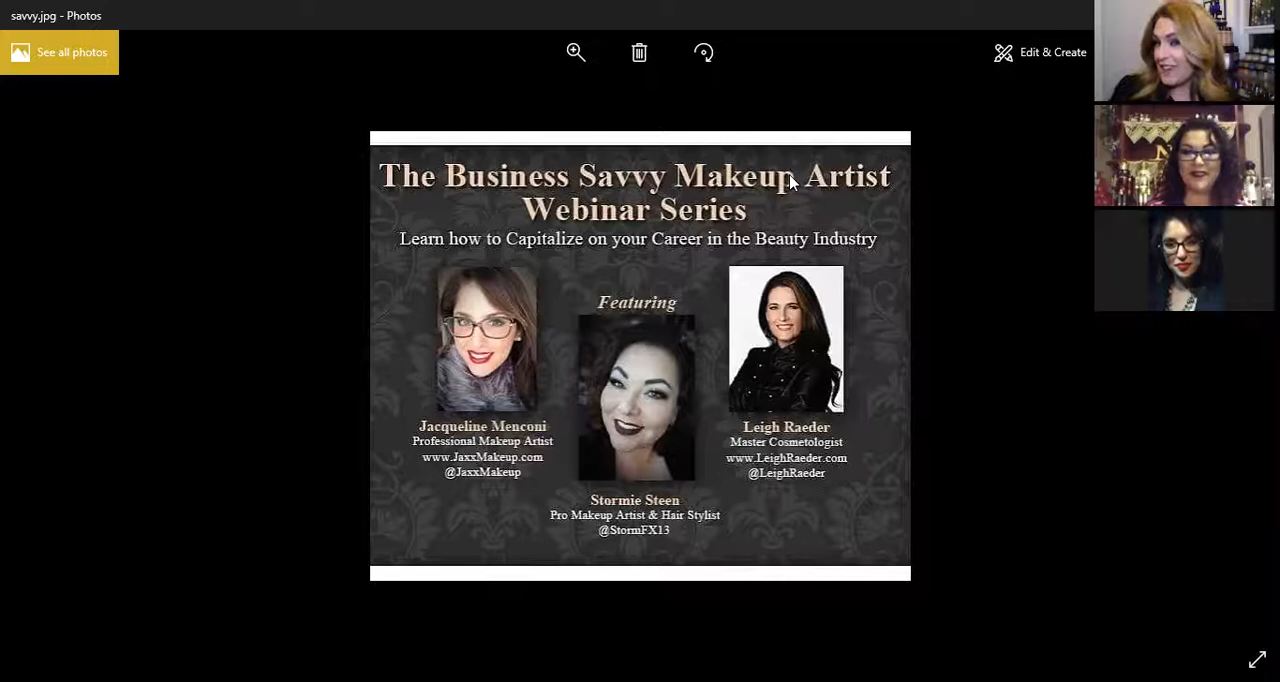 savvy.jpg - Photos
See all photos
Edit & Create
The Business Savvy Makeup Artist
Webinar Series
Learn how to Capitalize on your Career in the Beauty Industry
Featuring
Jacqueline Menconi
Professional Makeup Artist
www.JaxxMakeup.com
@JaxxMakeup
Leigh Raeder
Master Cosmetologist
www.LeighRaeder.com
@LeighRaeder
Stormie Steen
Pro Makeup Artist & Hair Stylist
@StormFX13